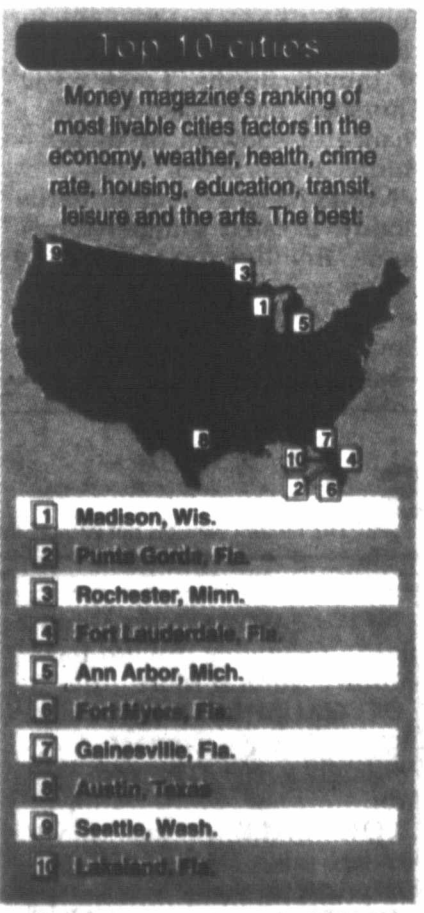 Top 10 cities
Money magazine's ranking of
most livable cities factors in the
economy, weather, health, crime
rate, housing, education, transit,
leisure and the arts. The best:
9
3
1
5
8
7
10
4
2
6
1 Madison, Wis.
2 Punta Gorda, Fla.
3 Rochester, Minn.
4 Fort Lauderdale, Fla.
5 Ann Arbor, Mich.
6 Fort Myers, Fla.
7 Gainesville, Fla.
8 Austin, Texas
9 Seattle, Wash.
10 Lakeland, Fla.